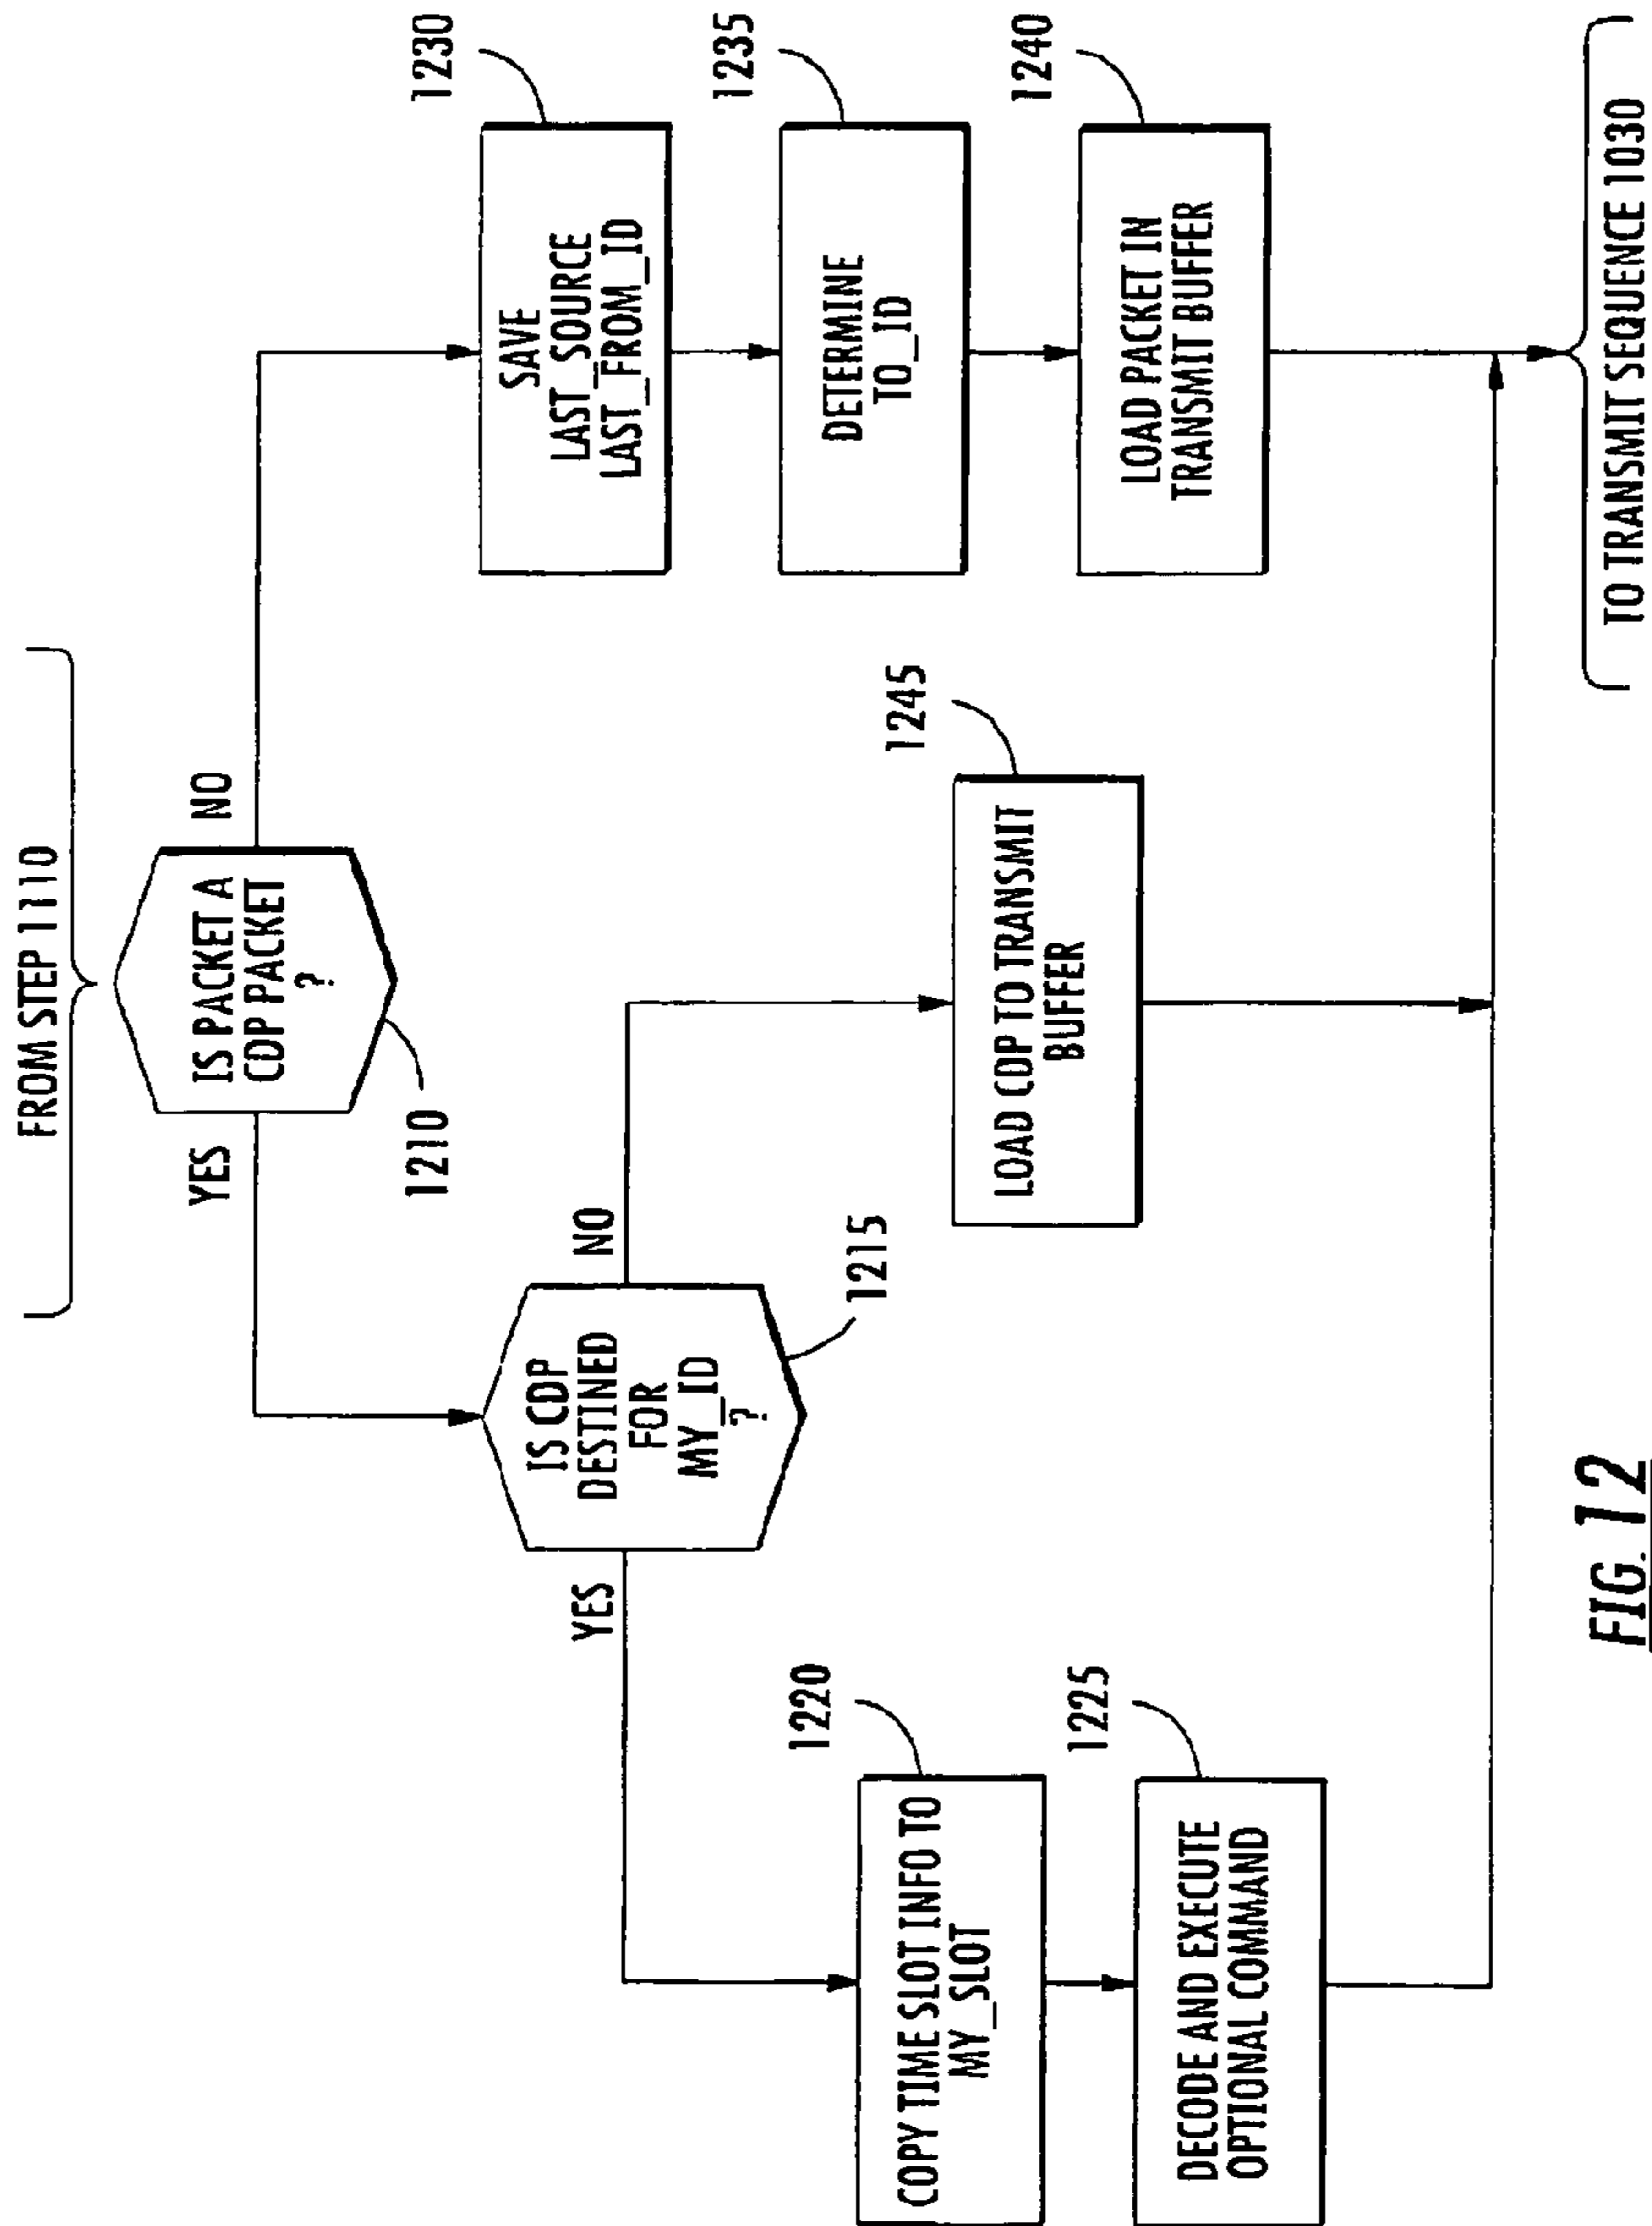 FROM STEP 1110
IS PACKET A
CDP PACKET
?
YES
NO
1210
IS CDP
DESTINED
FOR
MY_ID
?
YES
NO
1215
COPY TIME SLOT INFO TO
MY_SLOT
1220
DECODE AND EXECUTE
OPTIONAL COMMAND
1225
LOAD CDP TO TRANSMIT
BUFFER
1245
SAVE
LAST_SOURCE
LAST_FROM_ID
1230
DETERMINE
TO_ID
1235
LOAD PACKET IN
TRANSMIT BUFFER
1240
TO TRANSMIT SEQUENCE 1030
FIG. 12